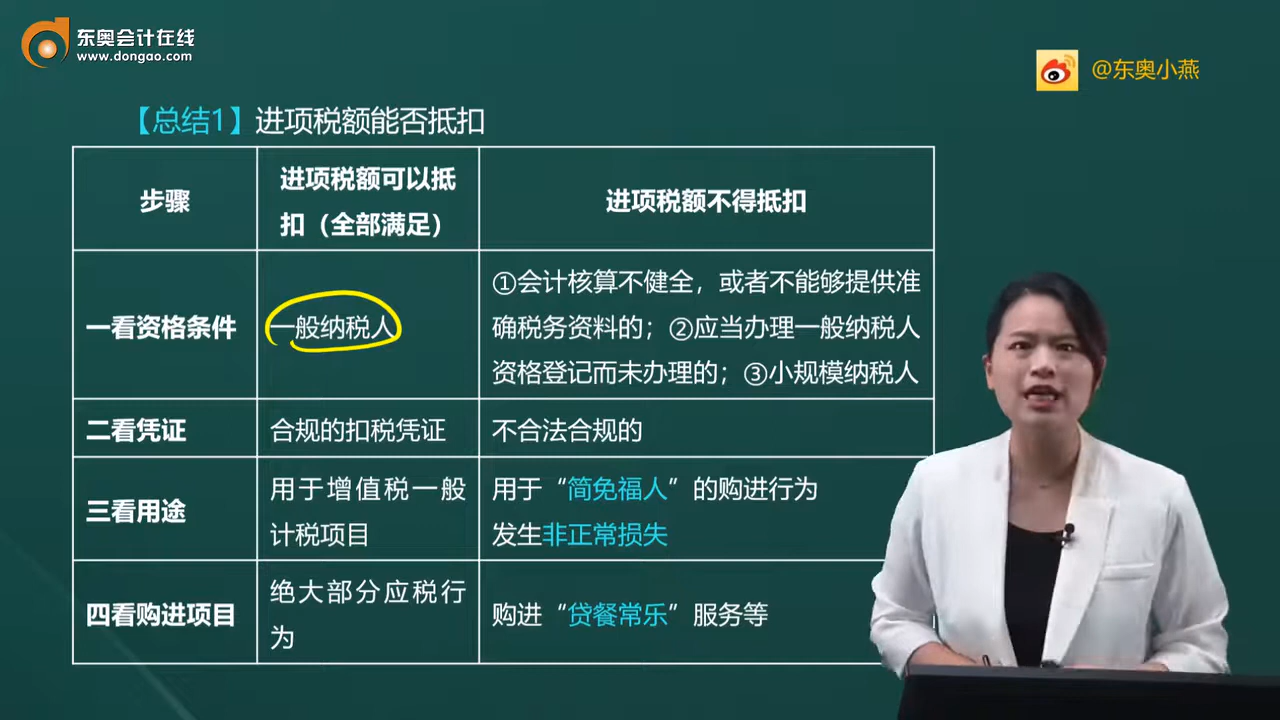 东奥会计在线
www.dongao.com
@东奥小燕
【总结1】进项税额能否抵扣
步骤
进项税额可以抵
扣（全部满足）
进项税额不得抵扣
一看资格条件
一般纳税人
①会计核算不健全，或者不能够提供准
确税务资料的；②应当办理一般纳税人
资格登记而未办理的；③小规模纳税人
二看凭证
合规的扣税凭证
不合法合规的
三看用途
用于增值税一般
计税项目
用于“简免福人”的购进行为
发生非正常损失
四看购进项目
绝大部分应税行
为
购进“贷餐常乐”服务等